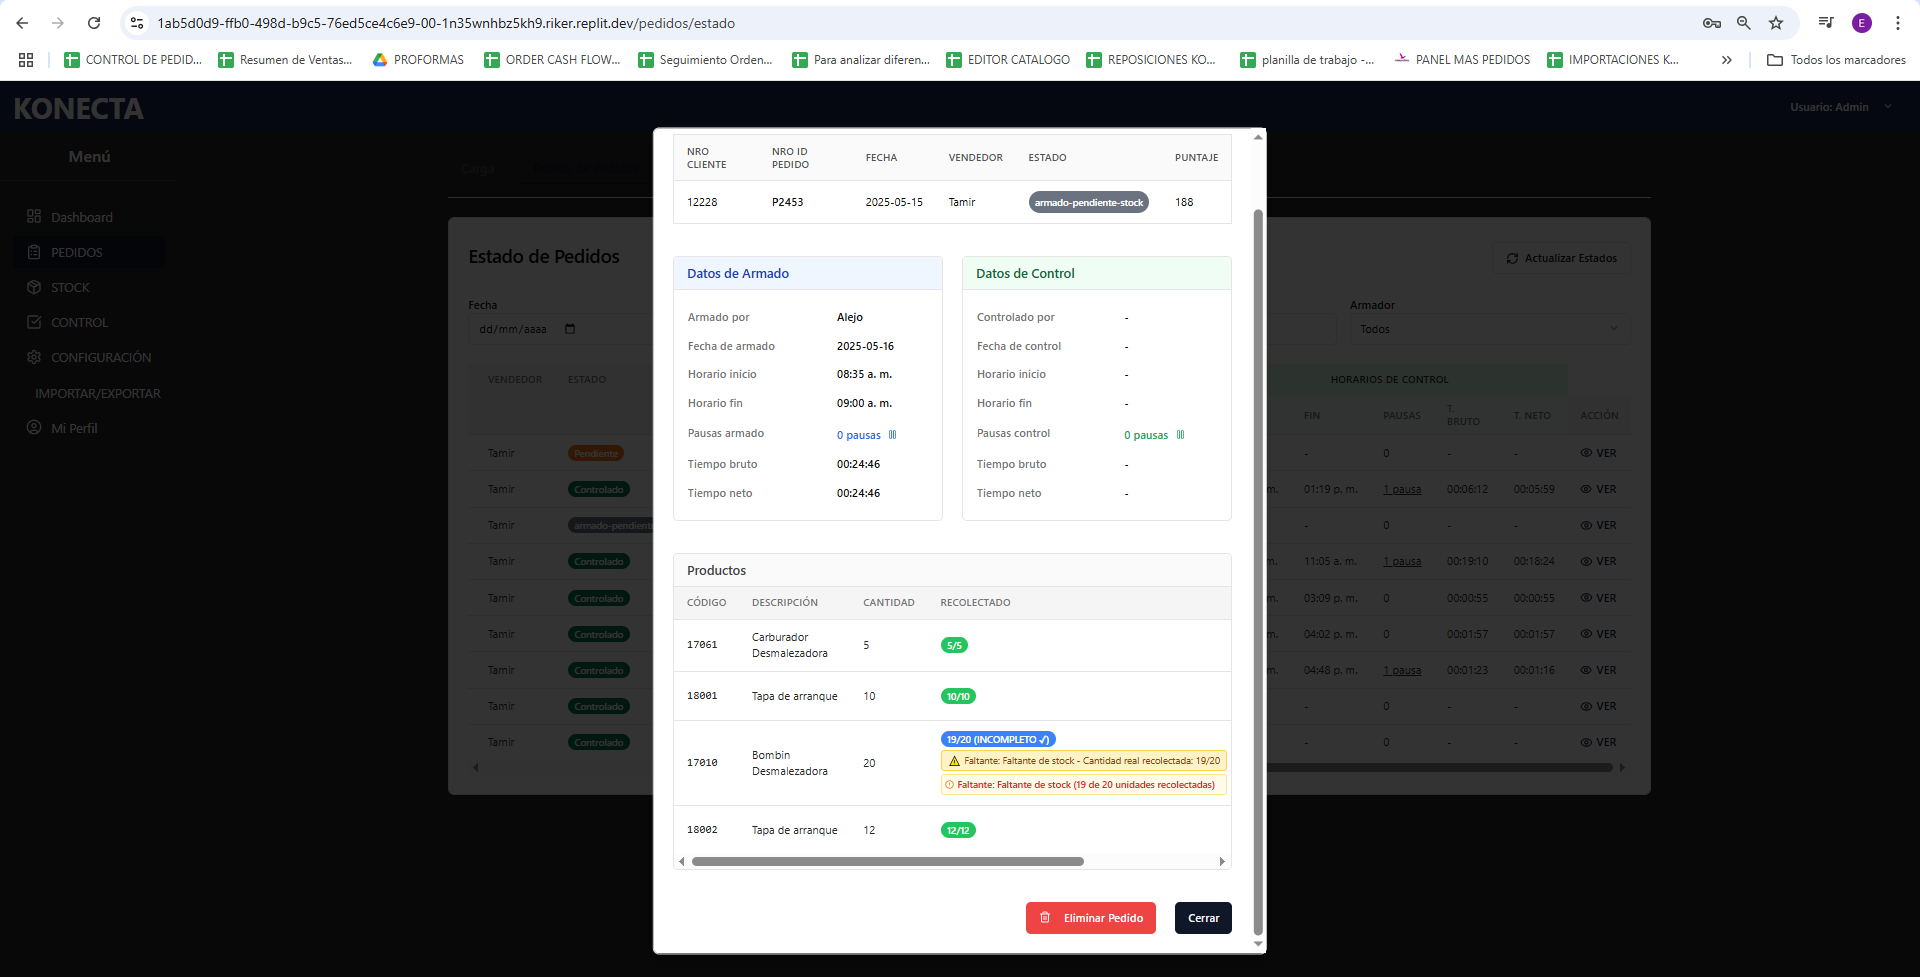 1ab5d0d9-ffb0-498d-b9c5-76ed5ce4c6e9-00-1n35wnhbz5kh9.riker.replit.dev/pedidos/estado
E
CONTROL DE PEDID... Resumen de Ventas... PROFORMAS ORDER CASH FLOW... Seguimiento Orden... Para analizar diferen... EDITOR CATALOGO REPOSICIONES KO... planilla de trabajo -... PANEL MAS PEDIDOS IMPORTACIONES K... Todos los marcadores
KONECTA
Usuario: Admin
Menú
Carga
Dashboard
PEDIDOS
STOCK
CONTROL
CONFIGURACIÓN
IMPORTAR/EXPORTAR
Mi Perfil
Estado de Pedidos
Actualizar Estados
Fecha
dd/mm/aaaa
Armador
Todos
VENDEDOR ESTADO
HORARIOS DE CONTROL
FIN PAUSAS T. BRUTO T. NETO ACCIÓN
Tamir Pendiente - 0 - - VER
Tamir Controlado m. 01:19 p. m. 1 pausa 00:06:12 00:05:59 VER
Tamir armado-pendient - 0 - - VER
Tamir Controlado m. 11:05 a. m. 1 pausa 00:19:10 00:18:24 VER
Tamir Controlado m. 03:09 p. m. 0 00:00:55 00:00:55 VER
Tamir Controlado m. 04:02 p. m. 0 00:01:57 00:01:57 VER
Tamir Controlado m. 04:48 p. m. 1 pausa 00:01:23 00:01:16 VER
Tamir Controlado - 0 - - VER
Tamir Controlado - 0 - - VER
NRO CLIENTE NRO ID PEDIDO FECHA VENDEDOR ESTADO PUNTAJE
12228 P2453 2025-05-15 Tamir armado-pendiente-stock 188
Datos de Armado
Armado por Alejo
Fecha de armado 2025-05-16
Horario inicio 08:35 a. m.
Horario fin 09:00 a. m.
Pausas armado 0 pausas
Tiempo bruto 00:24:46
Tiempo neto 00:24:46
Datos de Control
Controlado por -
Fecha de control -
Horario inicio -
Horario fin -
Pausas control 0 pausas
Tiempo bruto -
Tiempo neto -
Productos
CÓDIGO DESCRIPCIÓN CANTIDAD RECOLECTADO
17061 Carburador Desmalezadora 5 5/5
18001 Tapa de arranque 10 10/10
17010 Bombin Desmalezadora 20 19/20 (INCOMPLETO ✓)
Faltante: Faltante de stock - Cantidad real recolectada: 19/20
Faltante: Faltante de stock (19 de 20 unidades recolectadas)
18002 Tapa de arranque 12 12/12
Eliminar Pedido
Cerrar